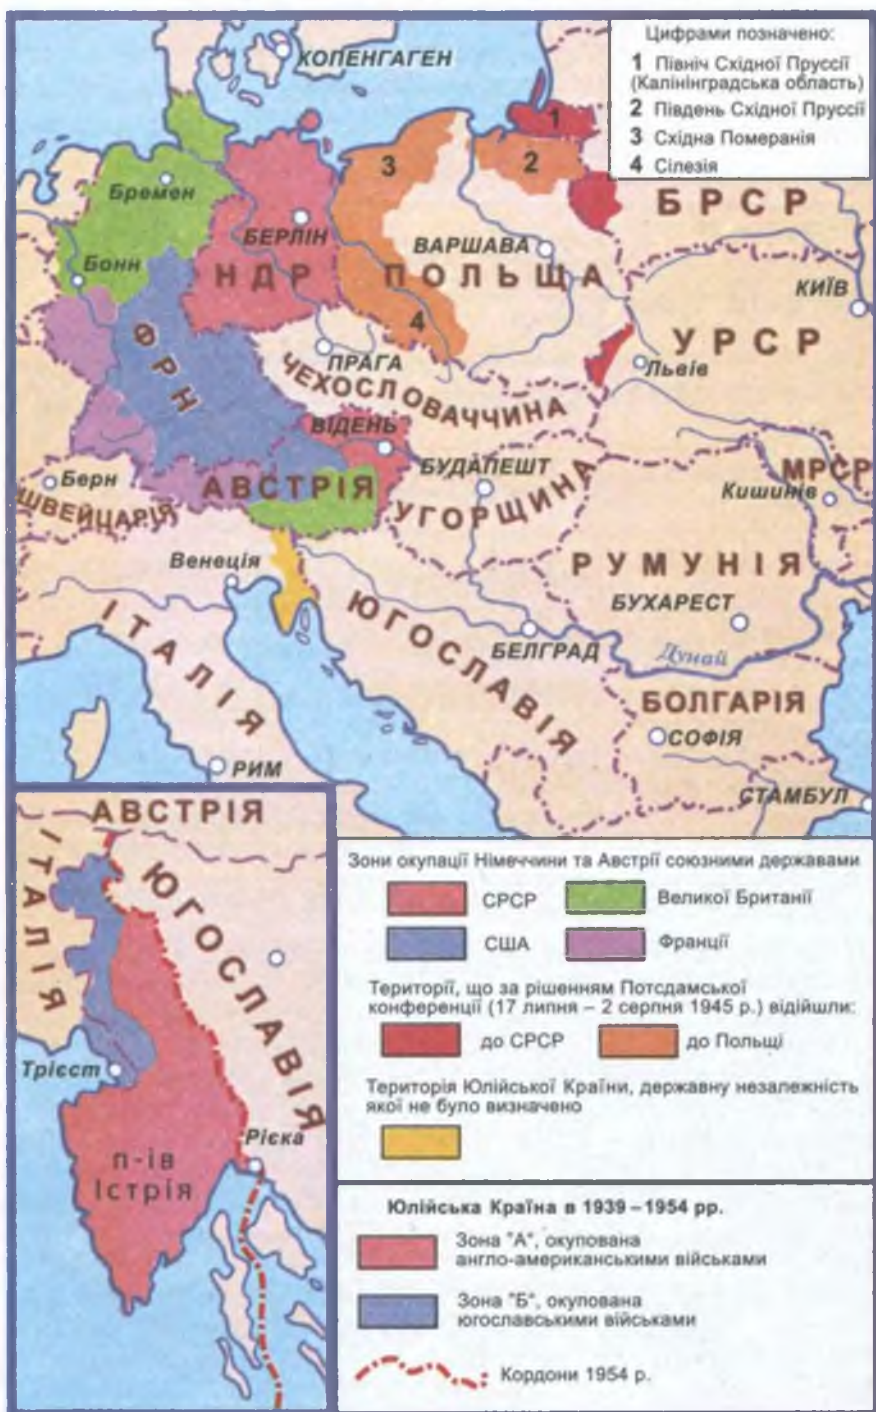 Цифрами позначено:
1 Північ Східної Пруссії
(Калінінградська область)
2 Південь Східної Пруссії
3 Східна Померанія
4 Сілезія
КОПЕНГАГЕН
1
2
3
БРСР
Бремен
БЕРЛІН
ВАРШАВА
НДР
ПОЛЬЩА
Бонн
КИЇВ
4
УРСР
ФРН
ПРАГА
Львів
ЧЕХОСЛОВАЧЧИНА
ВІДЕНЬ
БУДАПЕШТ
МРСР
Берн
АВСТРІЯ
Кишинів
ШВЕЙЦАРІЯ
УГОРЩИНА
Венеція
РУМУНІЯ
БУХАРЕСТ
ІТАЛІЯ
ЮГОСЛАВІЯ
БЕЛГРАД
Дунай
БОЛГАРІЯ
СОФІЯ
РИМ
СТАМБУЛ
АВСТРІЯ
ІТАЛІЯ
ЮГОСЛАВІЯ
Трієст
Рієка
п-ів
Істрія
Зони окупації Німеччини та Австрії союзними державами
СРСР
Великої Британії
США
Франції
Території, що за рішенням Потсдамської
конференції (17 липня – 2 серпня 1945 р.) відійшли:
до СРСР
до Польщі
Територія Юлійської Країни, державну незалежність
якої не було визначено
Юлійська Країна в 1939 – 1954 рр.
Зона "А", окупована
англо-американськими військами
Зона "Б", окупована
югославськими військами
Кордони 1954 р.